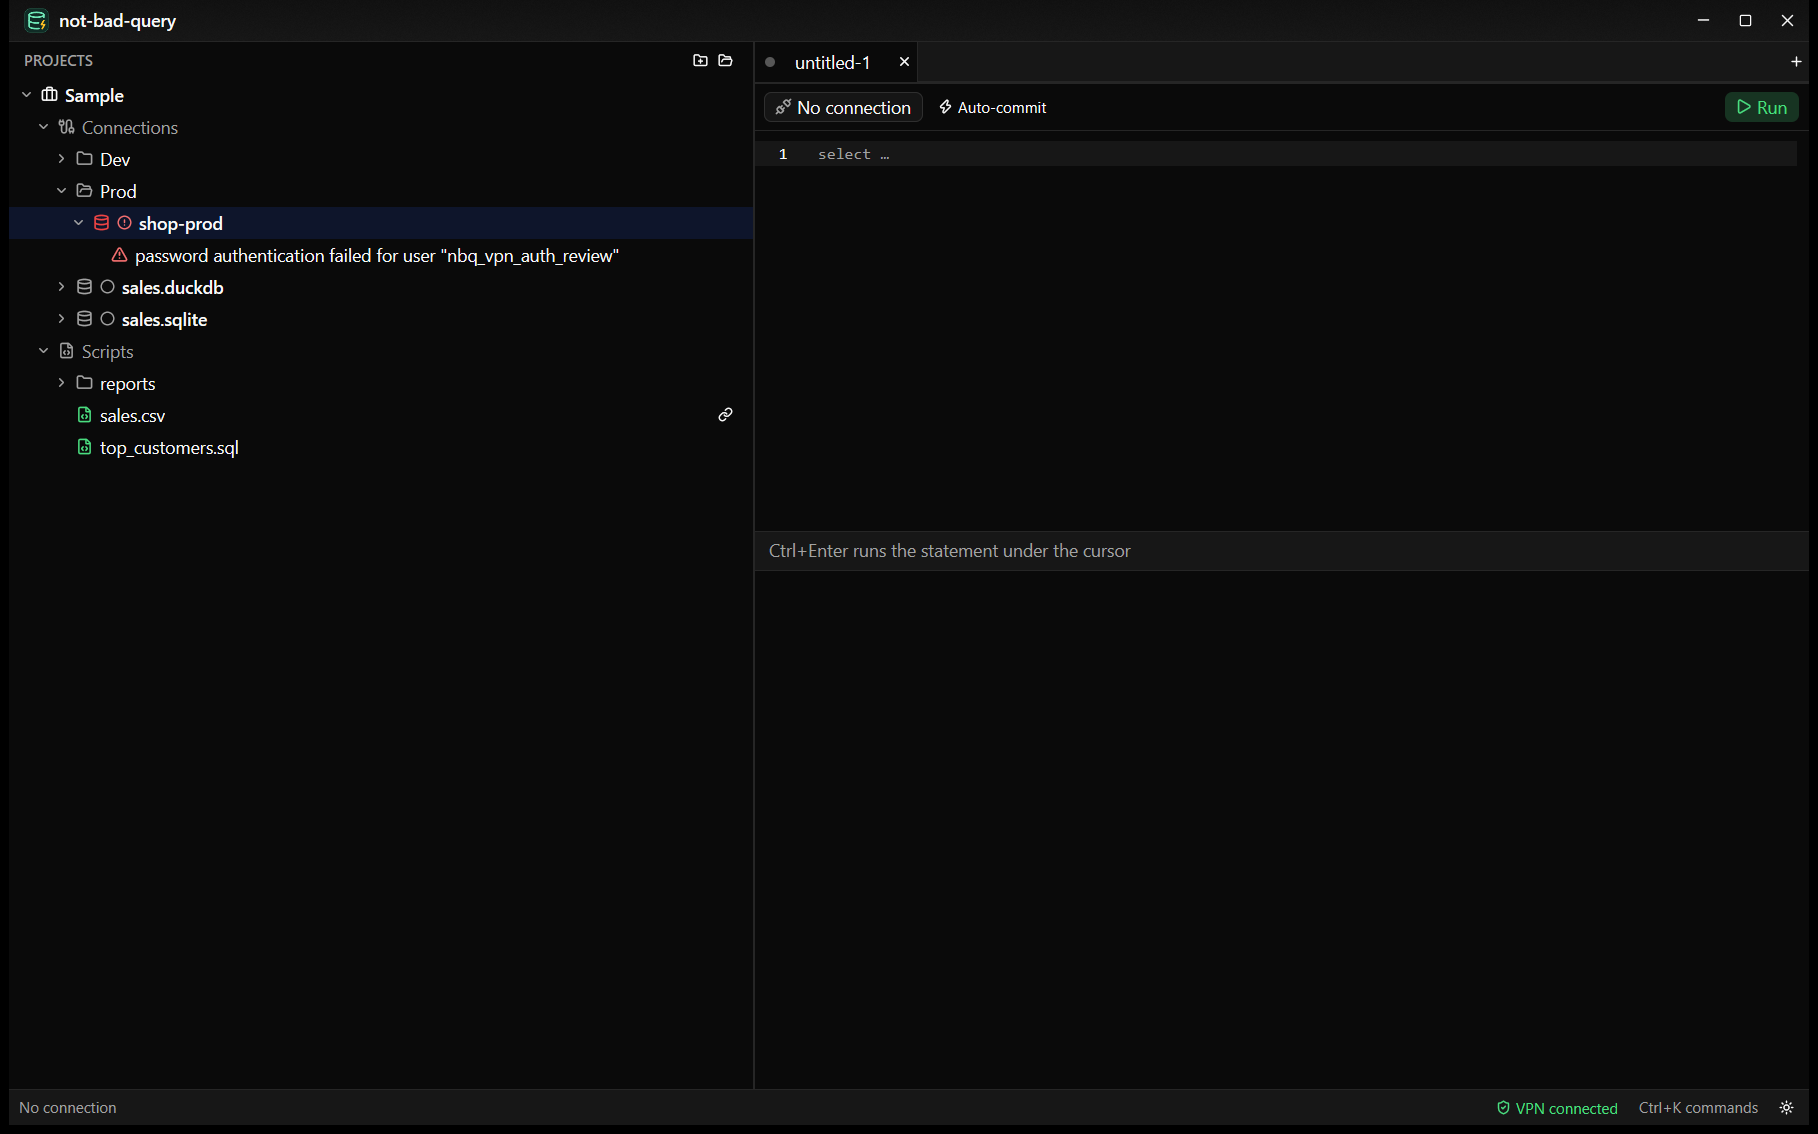 not-bad-query
PROJECTS
Sample
Connections
Dev
Prod
shop-prod
password authentication failed for user "nbq_vpn_auth_review"
sales.duckdb
sales.sqlite
Scripts
reports
sales.csv
top_customers.sql
untitled-1
No connection
Auto-commit
Run
1 select …
Ctrl+Enter runs the statement under the cursor
No connection
VPN connected
Ctrl+K commands